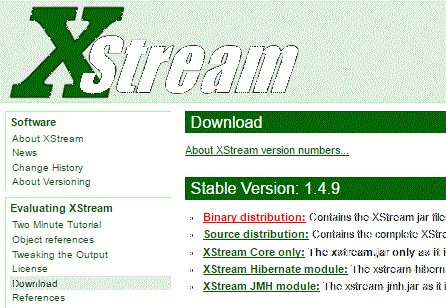 XStream
Software
About XStream
News
Change History
About Versioning
Evaluating XStream
Two Minute Tutorial
Object references
Tweaking the Output
License
Download
References
Download
About XStream version numbers...
Stable Version: 1.4.9
Binary distribution: Contains the XStream jar file
Source distribution: Contains the complete XStre
XStream Core only: The xstream.jar only as it i
XStream Hibernate module: The xstream-hibern
XStream JMH module: The xstream-jmh.jar as it i